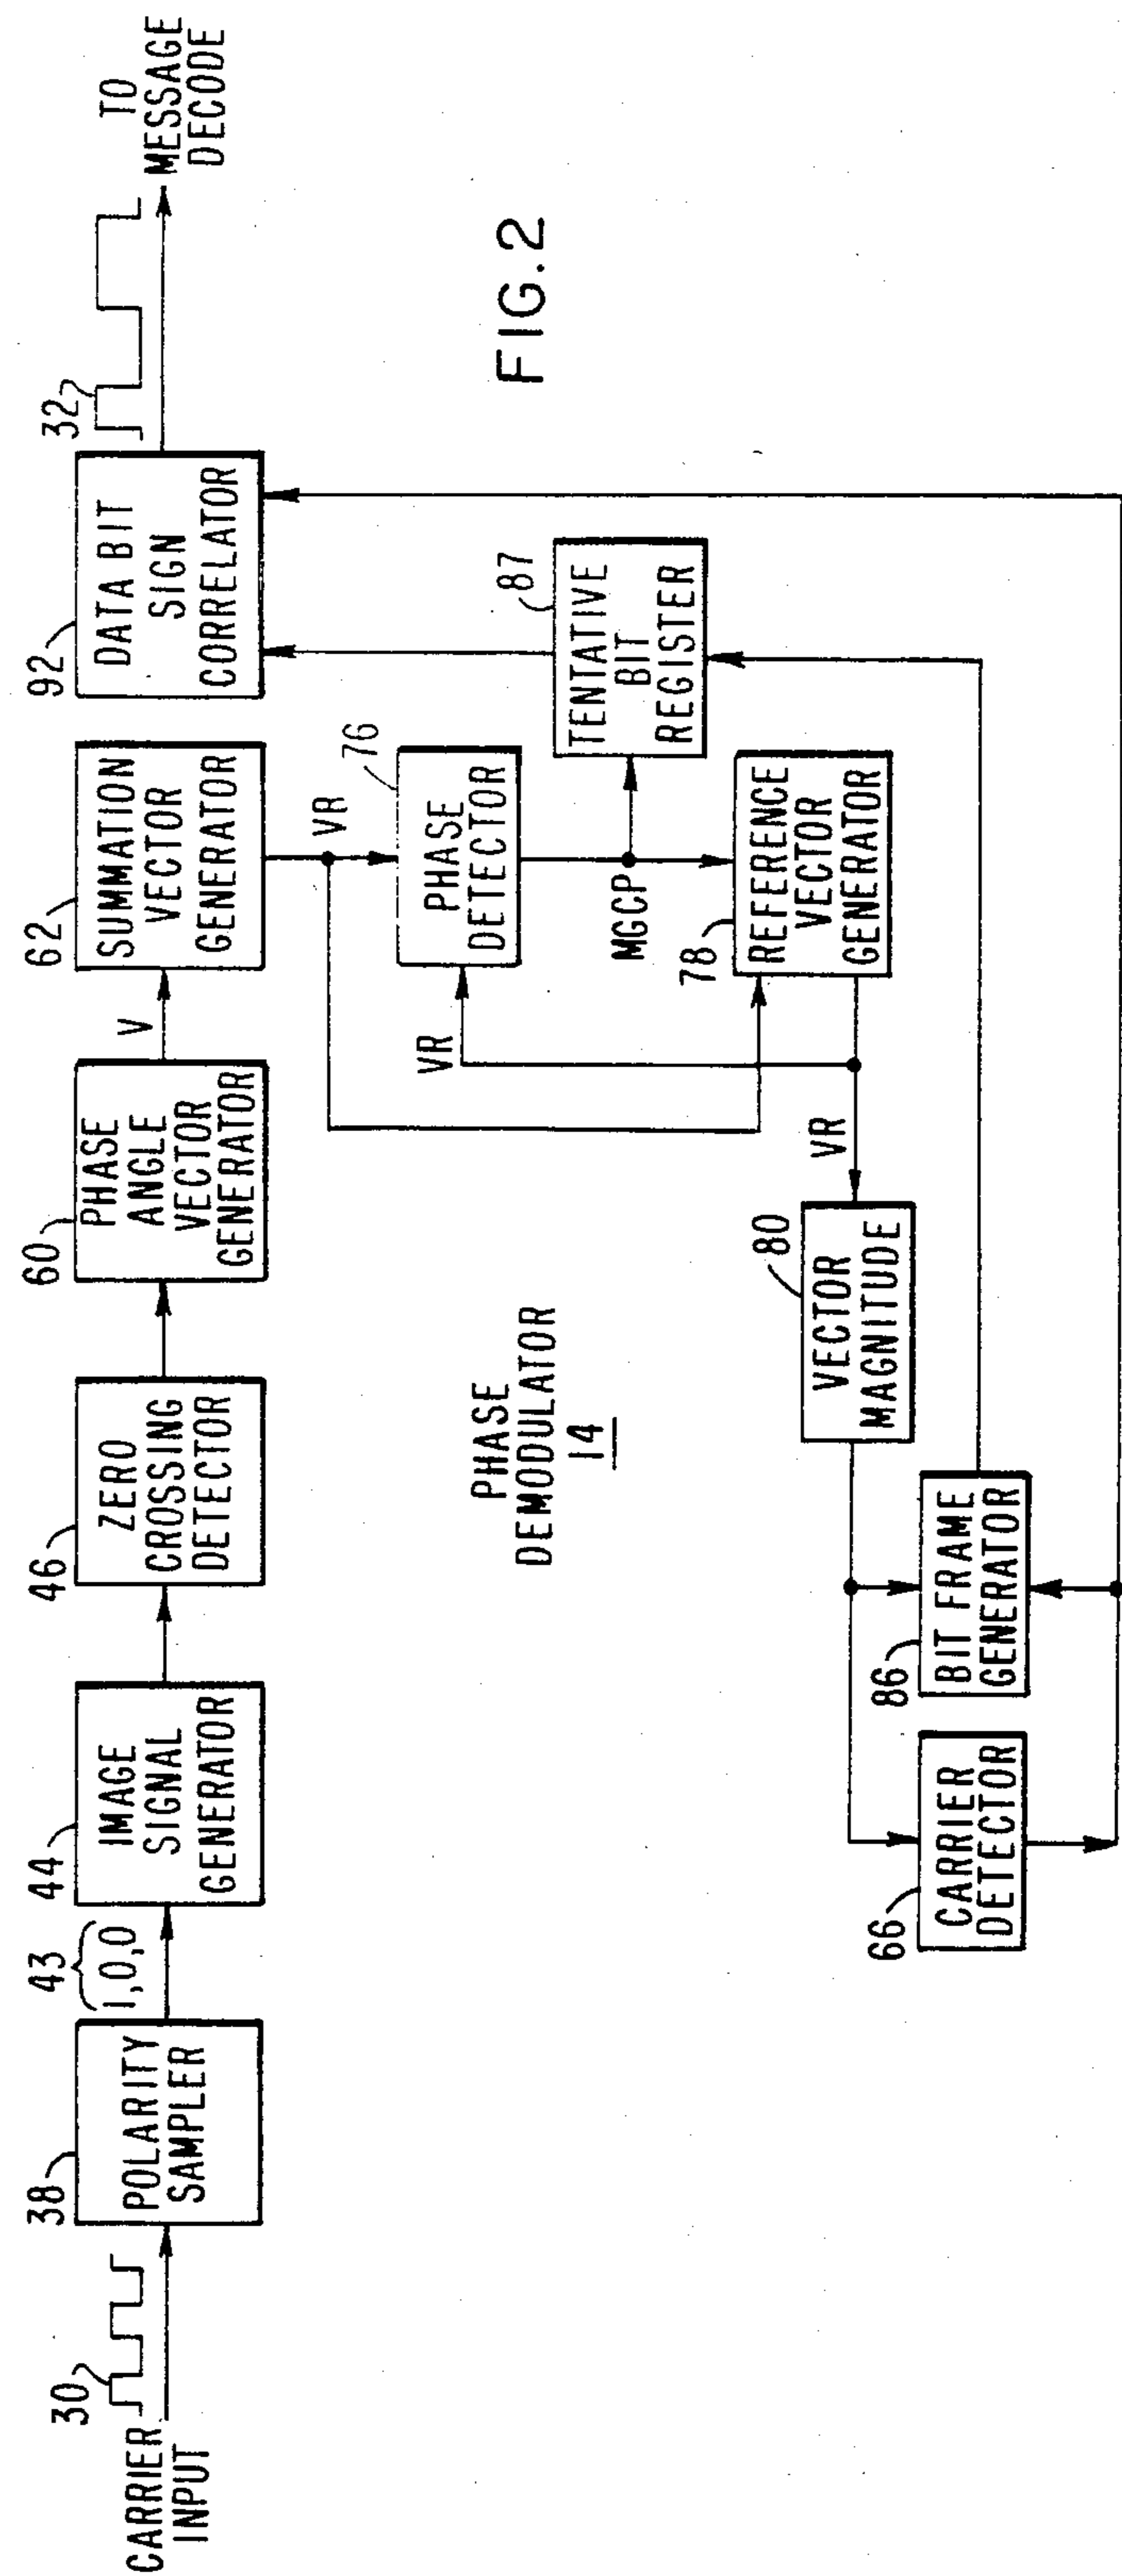 CARRIER
INPUT
30
38
POLARITY
SAMPLER
43
1,0,0
44
IMAGE
SIGNAL
GENERATOR
46
ZERO
CROSSING
DETECTOR
60
PHASE
ANGLE
VECTOR
GENERATOR
V
62
SUMMATION
VECTOR
GENERATOR
92
DATA BIT
SIGN
CORRELATOR
32
TO
MESSAGE
DECODE
VR
76
PHASE
DETECTOR
VR
MGCP
87
TENTATIVE
BIT
REGISTER
78
REFERENCE
VECTOR
GENERATOR
VR
80
VECTOR
MAGNITUDE
86
BIT FRAME
GENERATOR
66
CARRIER
DETECTOR
PHASE
DEMODULATOR
14
FIG.2